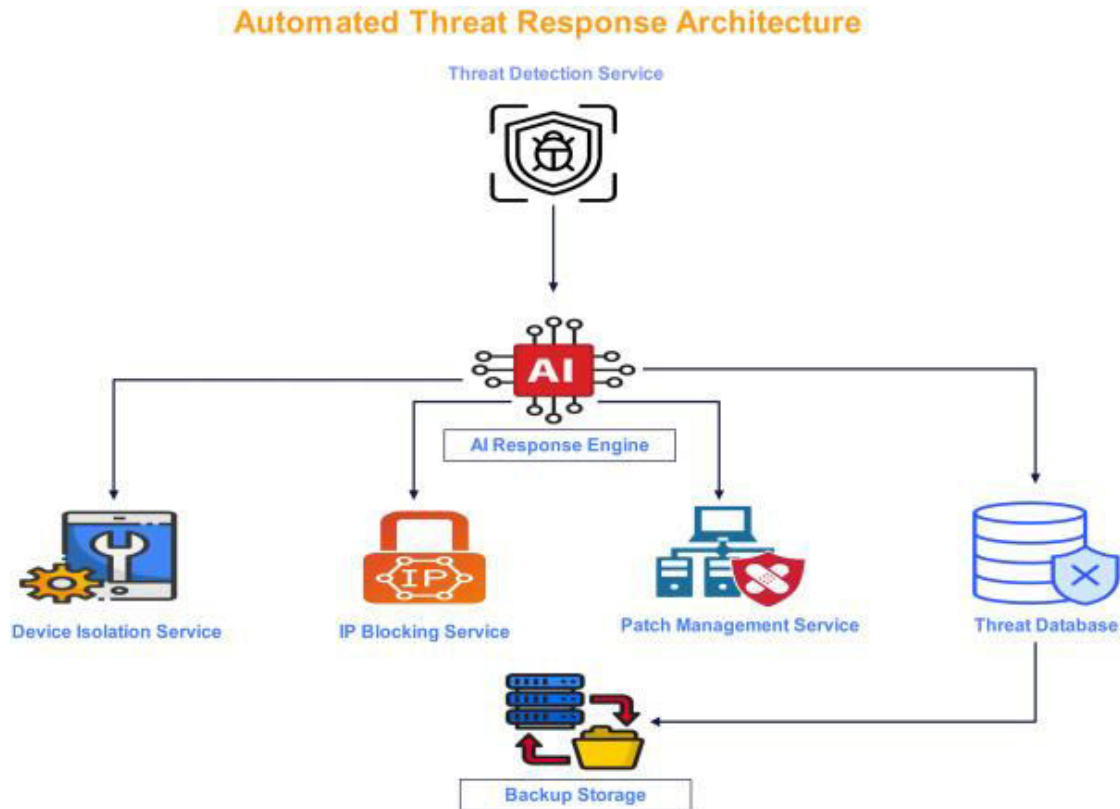 Automated Threat Response Architecture
Threat Detection Service
AI
AI Response Engine
IP
Device Isolation Service
IP Blocking Service
Patch Management Service
Threat Database
Backup Storage